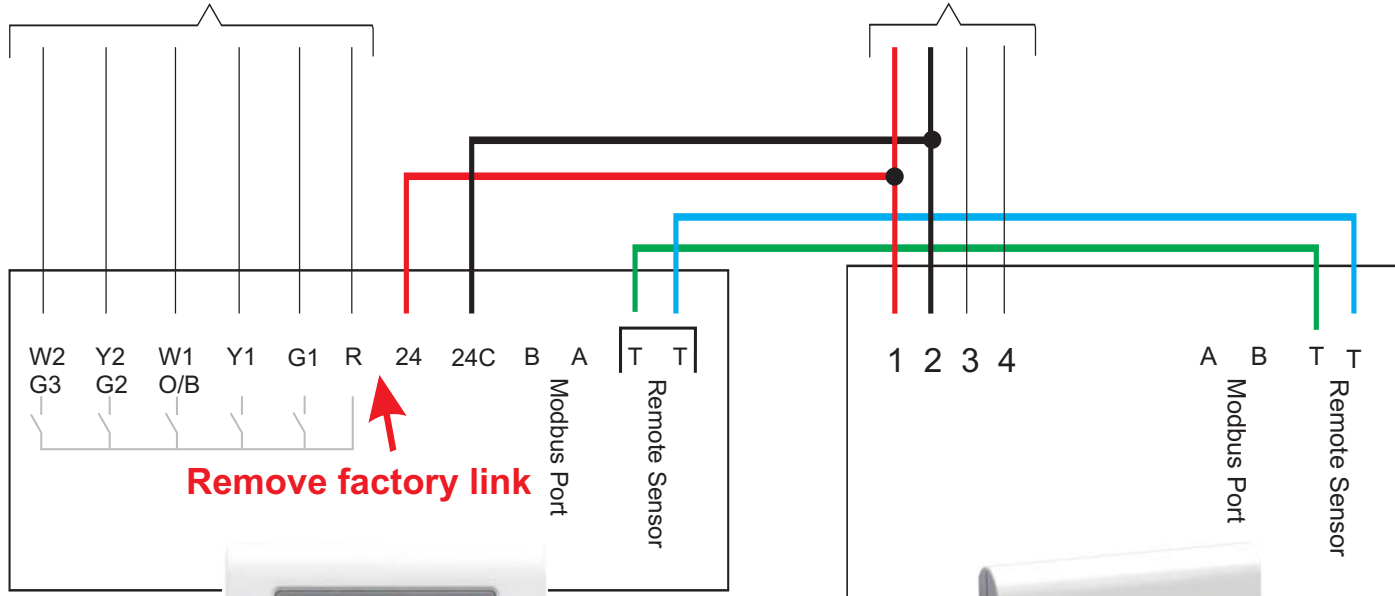 W2 Y2 W1 Y1 G1 R 24 24C B A T T
G3 G2 O/B
Modbus Port
Remote Sensor
Remove factory link
1 2 3 4 A B T T
Modbus Port
Remote Sensor